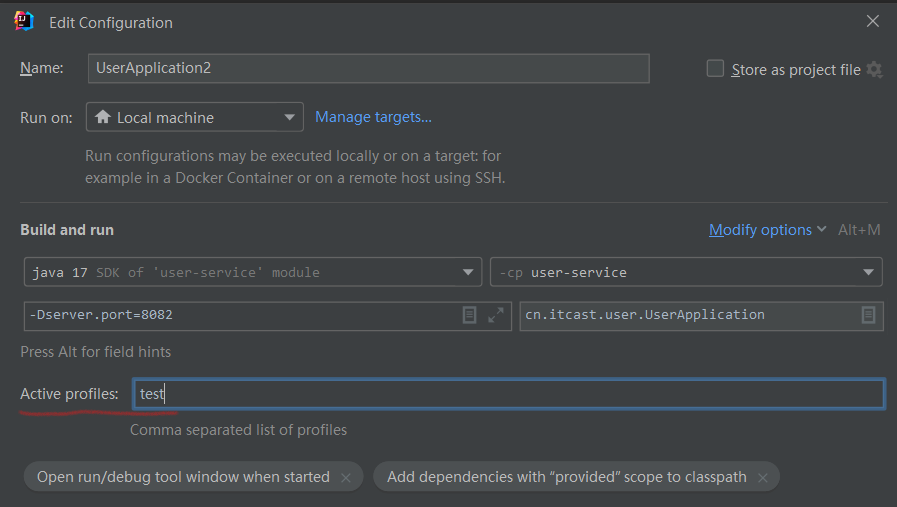 Edit Configuration
Name: UserApplication2 Store as project file
Run on: Local machine Manage targets...
Run configurations may be executed locally or on a target: for
example in a Docker Container or on a remote host using SSH.
Build and run Modify options Alt+M
java 17 SDK of 'user-service' module -cp user-service
-Dserver.port=8082 cn.itcast.user.UserApplication
Press Alt for field hints
Active profiles: test
Comma separated list of profiles
Open run/debug tool window when started Add dependencies with “provided” scope to classpath